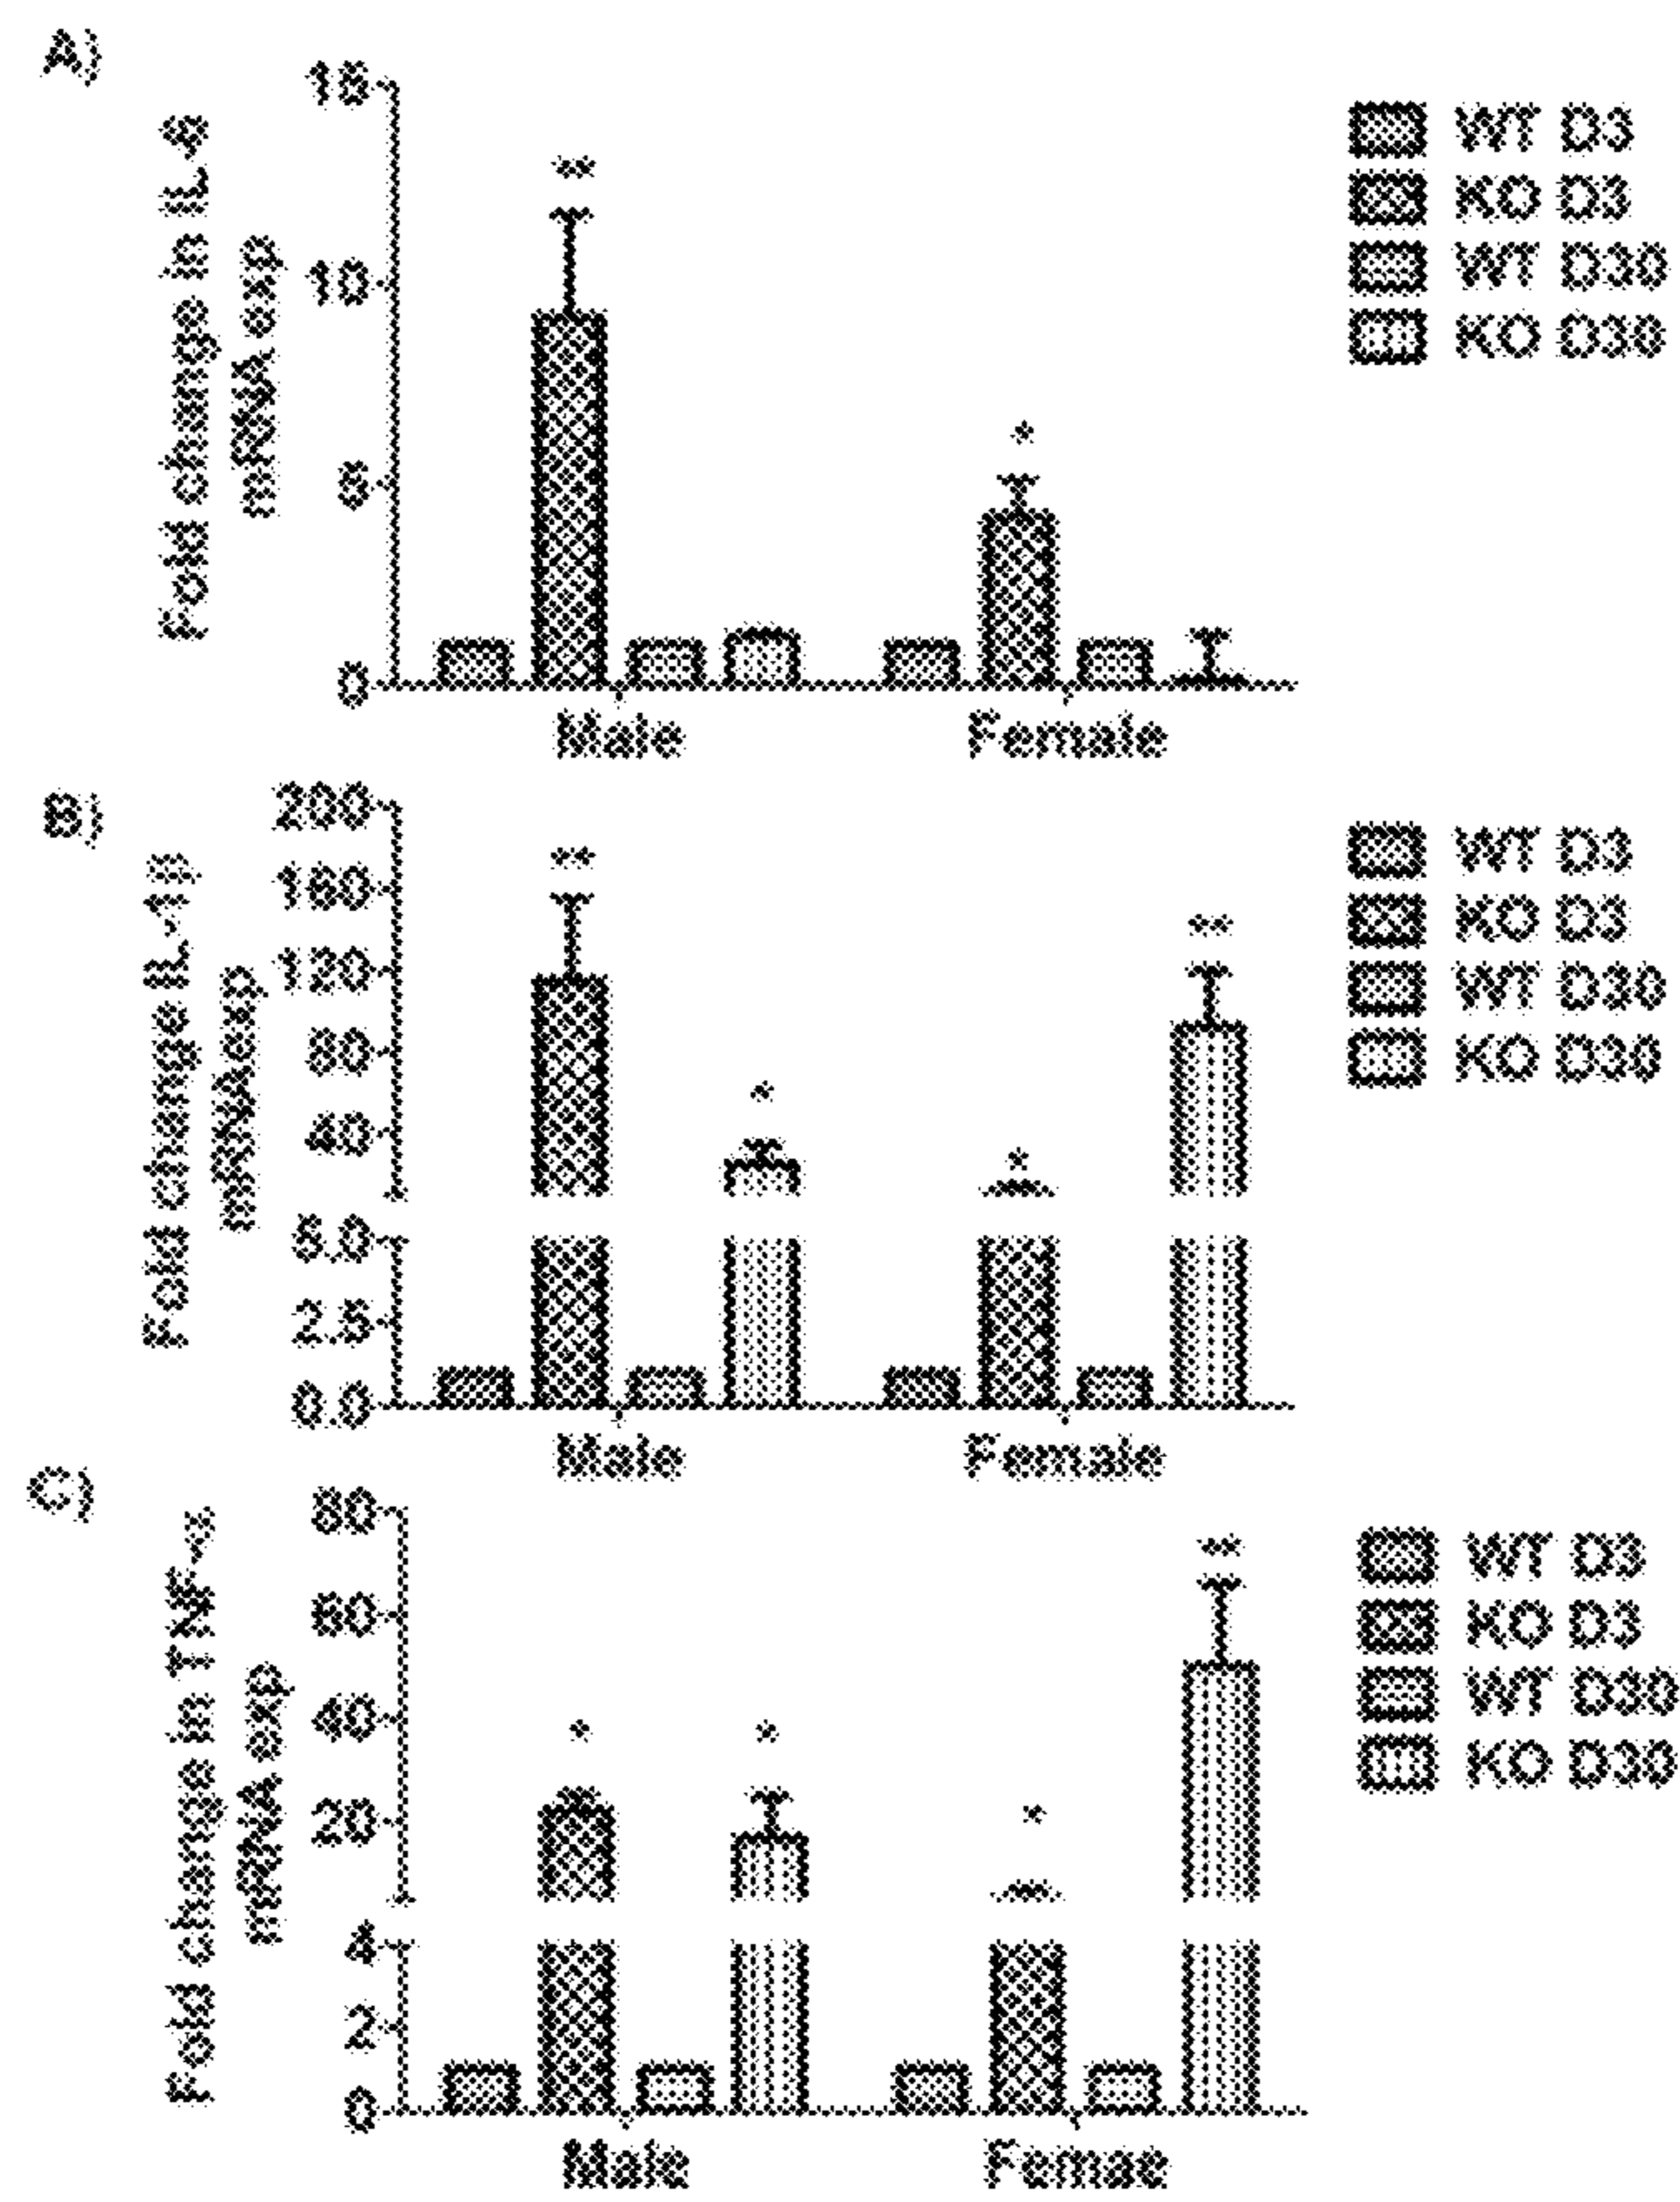 A)
Fold change in IL
mRNA exp
15
10
5
0
Male Female
WT D3
KO D3
WT D30
KO D30
B)
Fold change IL-1β
mRNA exp
200
160
120
80
40
5.0
2.5
0.0
Male Female
WT D3
KO D3
WT D30
KO D30
C)
Fold change in TNF-α
mRNA exp
80
60
40
20
4
2
0
Male Femae
WT D3
KO D3
WT D30
KO D30